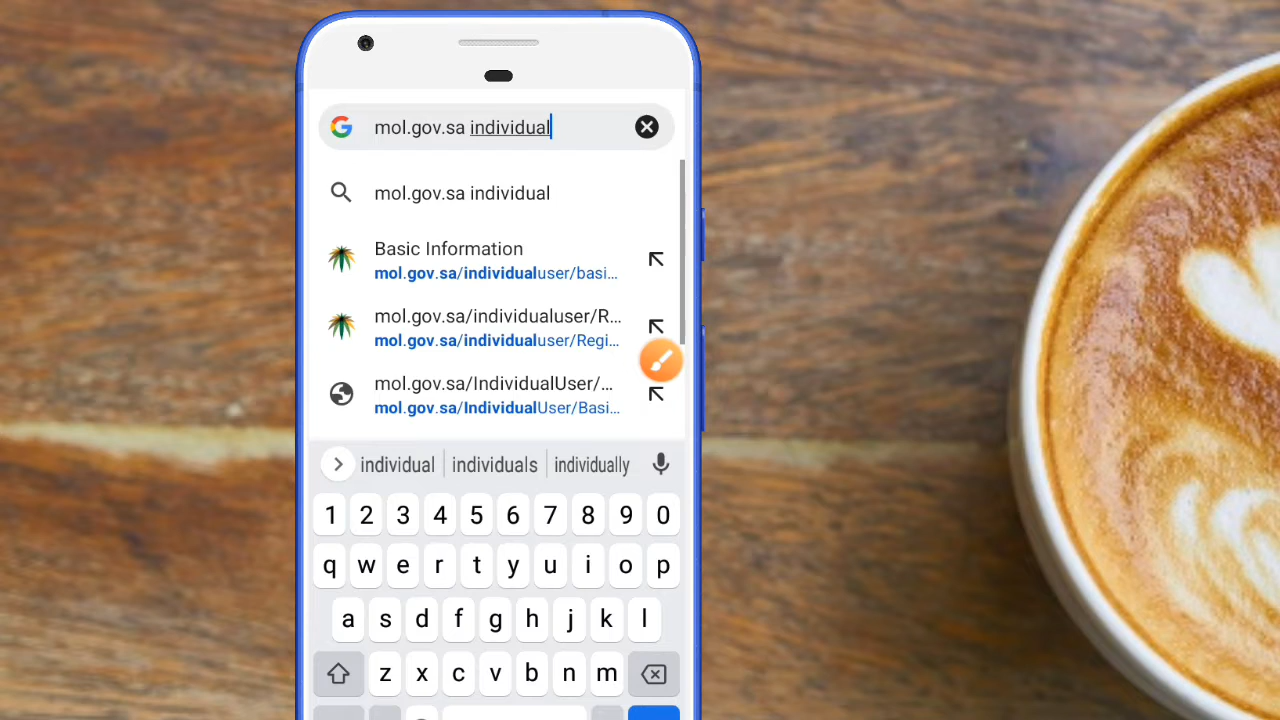 mol.gov.sa individual
mol.gov.sa individual
Basic Information
mol.gov.sa/individualuser/basi...
mol.gov.sa/individualuser/R...
mol.gov.sa/individualuser/Regi...
mol.gov.sa/IndividualUser/...
mol.gov.sa/IndividualUser/Basi...
individual individuals individually
1 2 3 4 5 6 7 8 9 0
q w e r t y u i o p
a s d f g h j k l
z x c v b n m